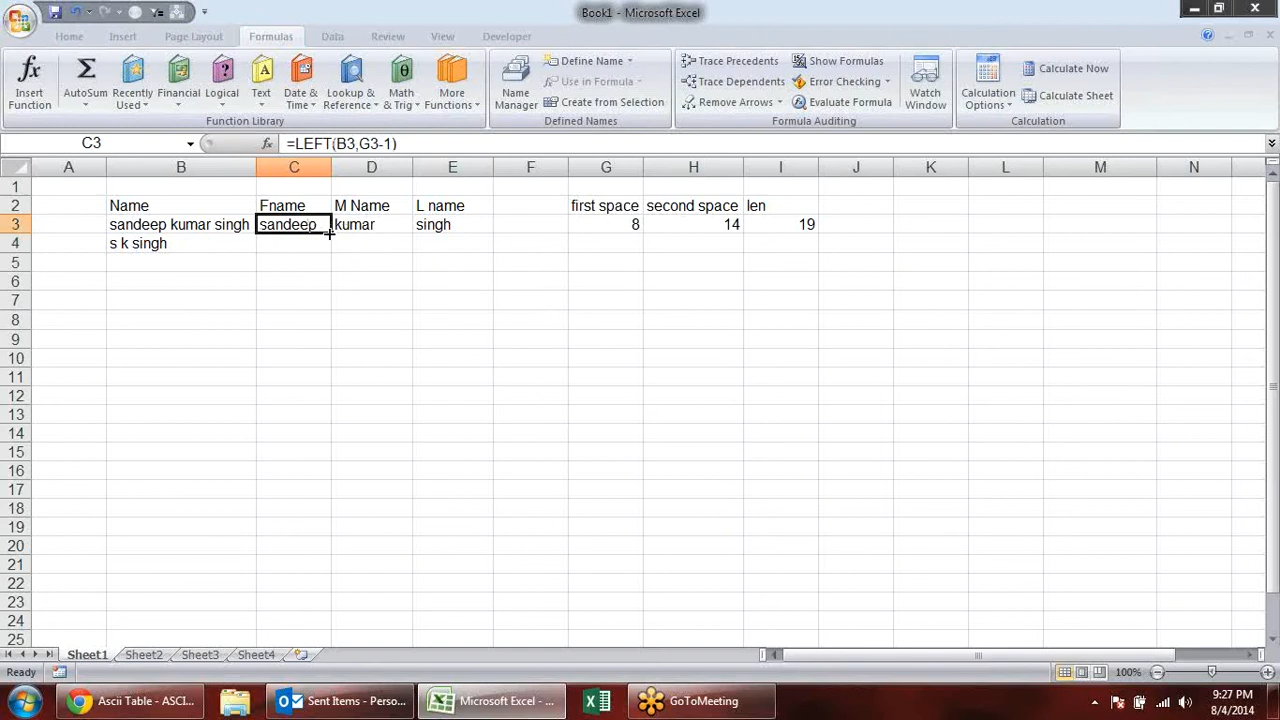 Book1 - Microsoft Excel
Home Insert Page Layout Formulas Data Review View Developer
fx Σ ? A θ
Insert Function
AutoSum
Recently Used
Financial
Logical
Text
Date & Time
Lookup & Reference
Math & Trig
More Functions
Function Library
Name Manager
Define Name
Use in Formula
Create from Selection
Defined Names
Trace Precedents
Trace Dependents
Remove Arrows
Show Formulas
Error Checking
Evaluate Formula
Formula Auditing
Watch Window
Calculation Options
Calculate Now
Calculate Sheet
Calculation
C3 fx =LEFT(B3,G3-1)
A B C D E F G H I J K L M N
1
2 Name Fname M Name L name first space second space len
3 sandeep kumar singh sandeep kumar singh 8 14 19
4 s k singh
5
6
7
8
9
10
11
12
13
14
15
16
17
18
19
20
21
22
23
24
25
Sheet1 Sheet2 Sheet3 Sheet4
Ready 100%
Ascii Table - ASCI... Sent Items - Perso... Microsoft Excel - ... GoToMeeting
9:27 PM
8/4/2014